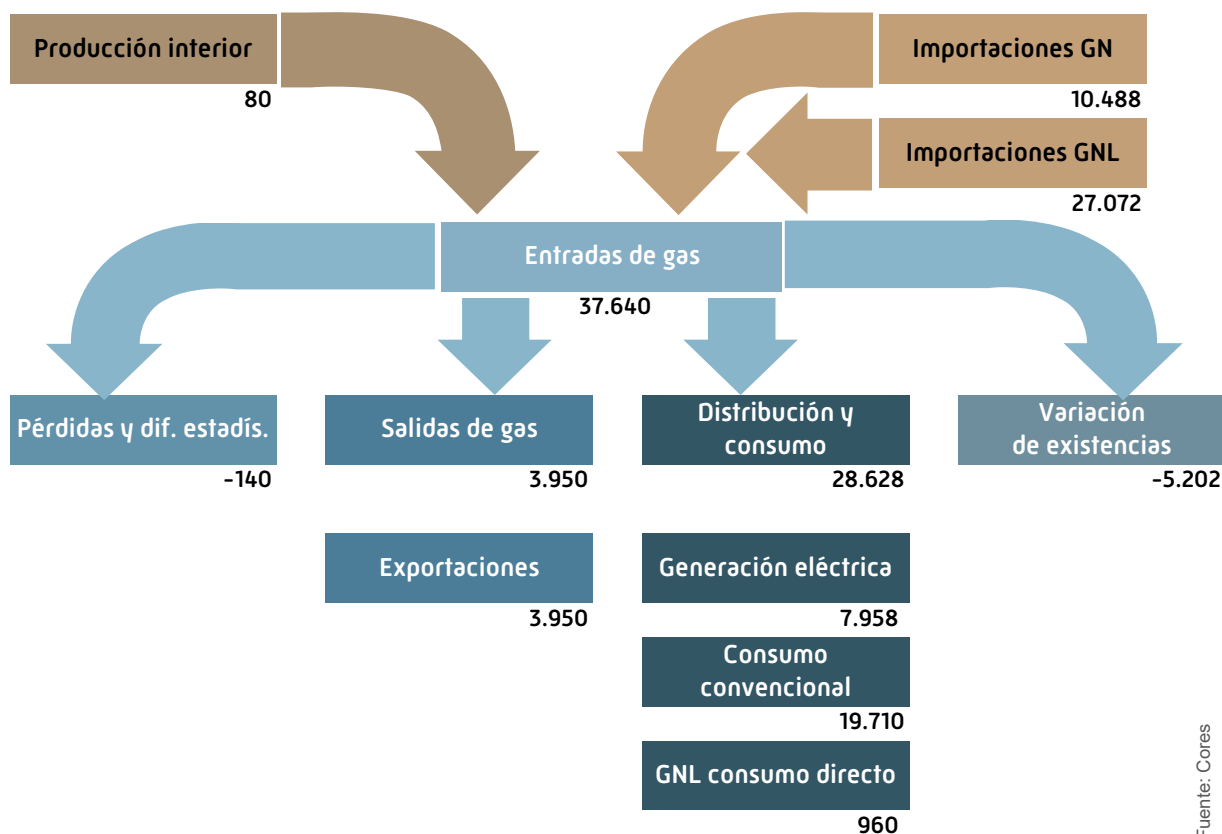 Producción interior
80
Importaciones GN
10.488
Importaciones GNL
27.072
Entradas de gas
37.640
Pérdidas y dif. estadís.
-140
Salidas de gas
3.950
Distribución y
consumo
28.628
Variación
de existencias
-5.202
Exportaciones
3.950
Generación eléctrica
7.958
Consumo
convencional
19.710
GNL consumo directo
960
Fuente: Cores